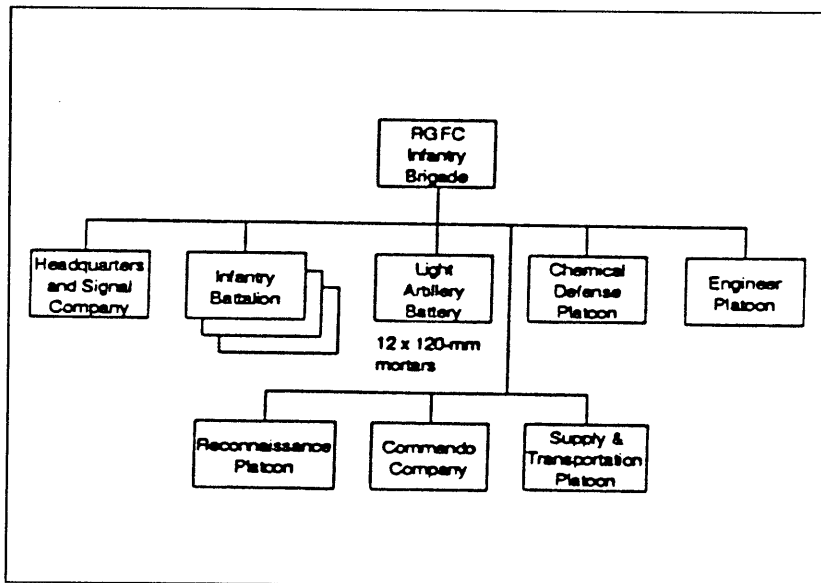 RGFC
Infantry
Brigade
Headquarters
and Signal
Company
Infantry
Battalion
Light
Artillery
Battery
Chemical
Defense
Platoon
Engineer
Platoon
12 x 120-mm
mortars
Reconnaissance
Platoon
Commando
Company
Supply &
Transportation
Platoon